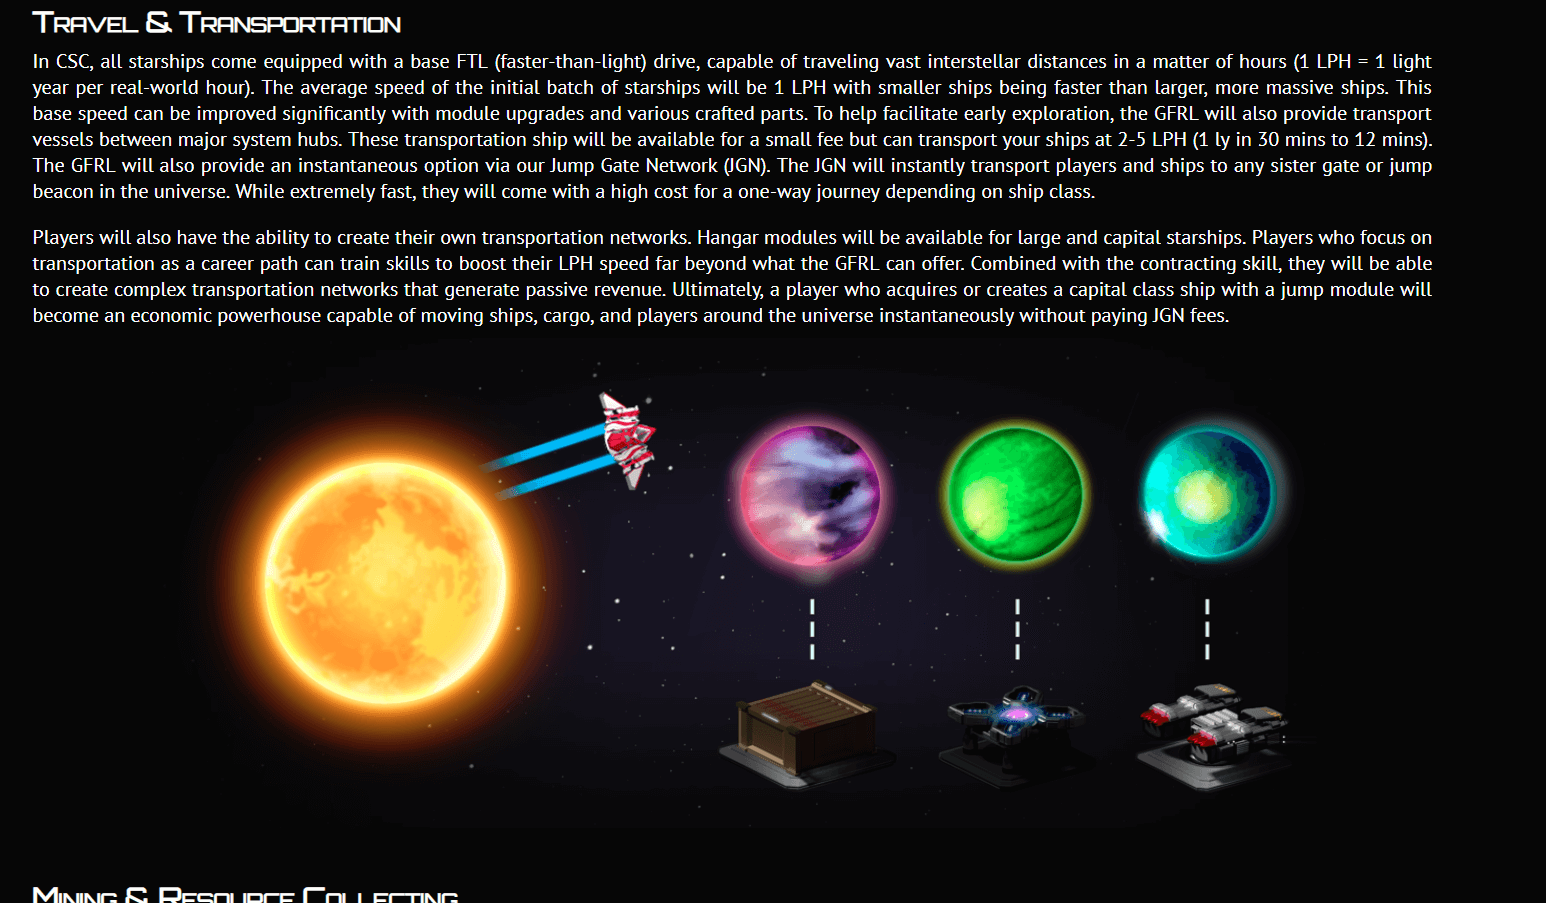 TRAVEL & TRANSPORTATION
In CSC, all starships come equipped with a base FTL (faster-than-light) drive, capable of traveling vast interstellar distances in a matter of hours (1 LPH = 1 light
year per real-world hour). The average speed of the initial batch of starships will be 1 LPH with smaller ships being faster than larger, more massive ships. This
base speed can be improved significantly with module upgrades and various crafted parts. To help facilitate early exploration, the GFRL will also provide transport
vessels between major system hubs. These transportation ship will be available for a small fee but can transport your ships at 2-5 LPH (1 ly in 30 mins to 12 mins).
The GFRL will also provide an instantaneous option via our Jump Gate Network (JGN). The JGN will instantly transport players and ships to any sister gate or jump
beacon in the universe. While extremely fast, they will come with a high cost for a one-way journey depending on ship class.
Players will also have the ability to create their own transportation networks. Hangar modules will be available for large and capital starships. Players who focus on
transportation as a career path can train skills to boost their LPH speed far beyond what the GFRL can offer. Combined with the contracting skill, they will be able
to create complex transportation networks that generate passive revenue. Ultimately, a player who acquires or creates a capital class ship with a jump module will
become an economic powerhouse capable of moving ships, cargo, and players around the universe instantaneously without paying JGN fees.
MINING & RESOURCE COLLECTING